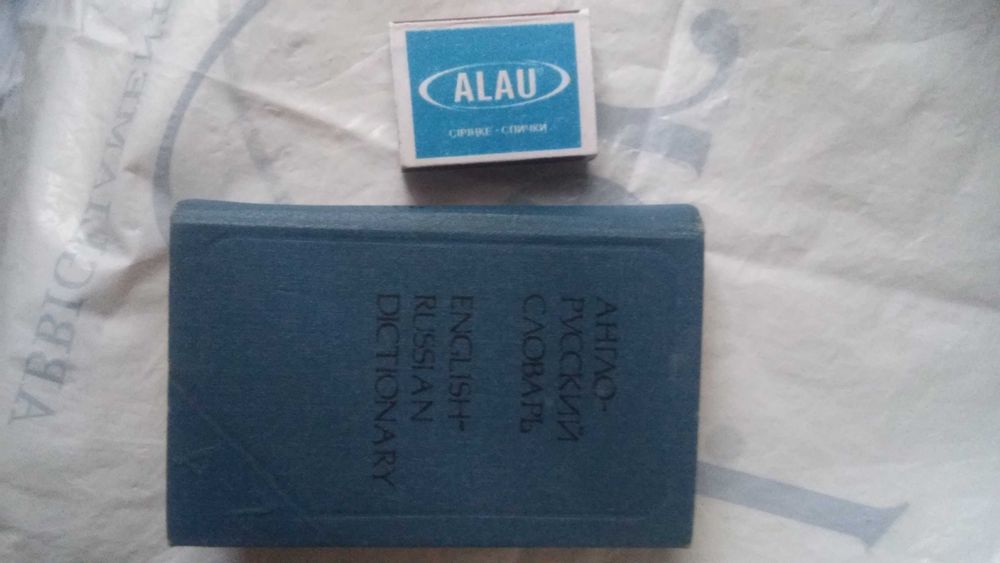 ALAU
СІРІҢКЕ - СПИЧКИ
АНГЛО-
РУССКИЙ
СЛОВАРЬ
ENGLISH-
RUSSIAN
DICTIONARY